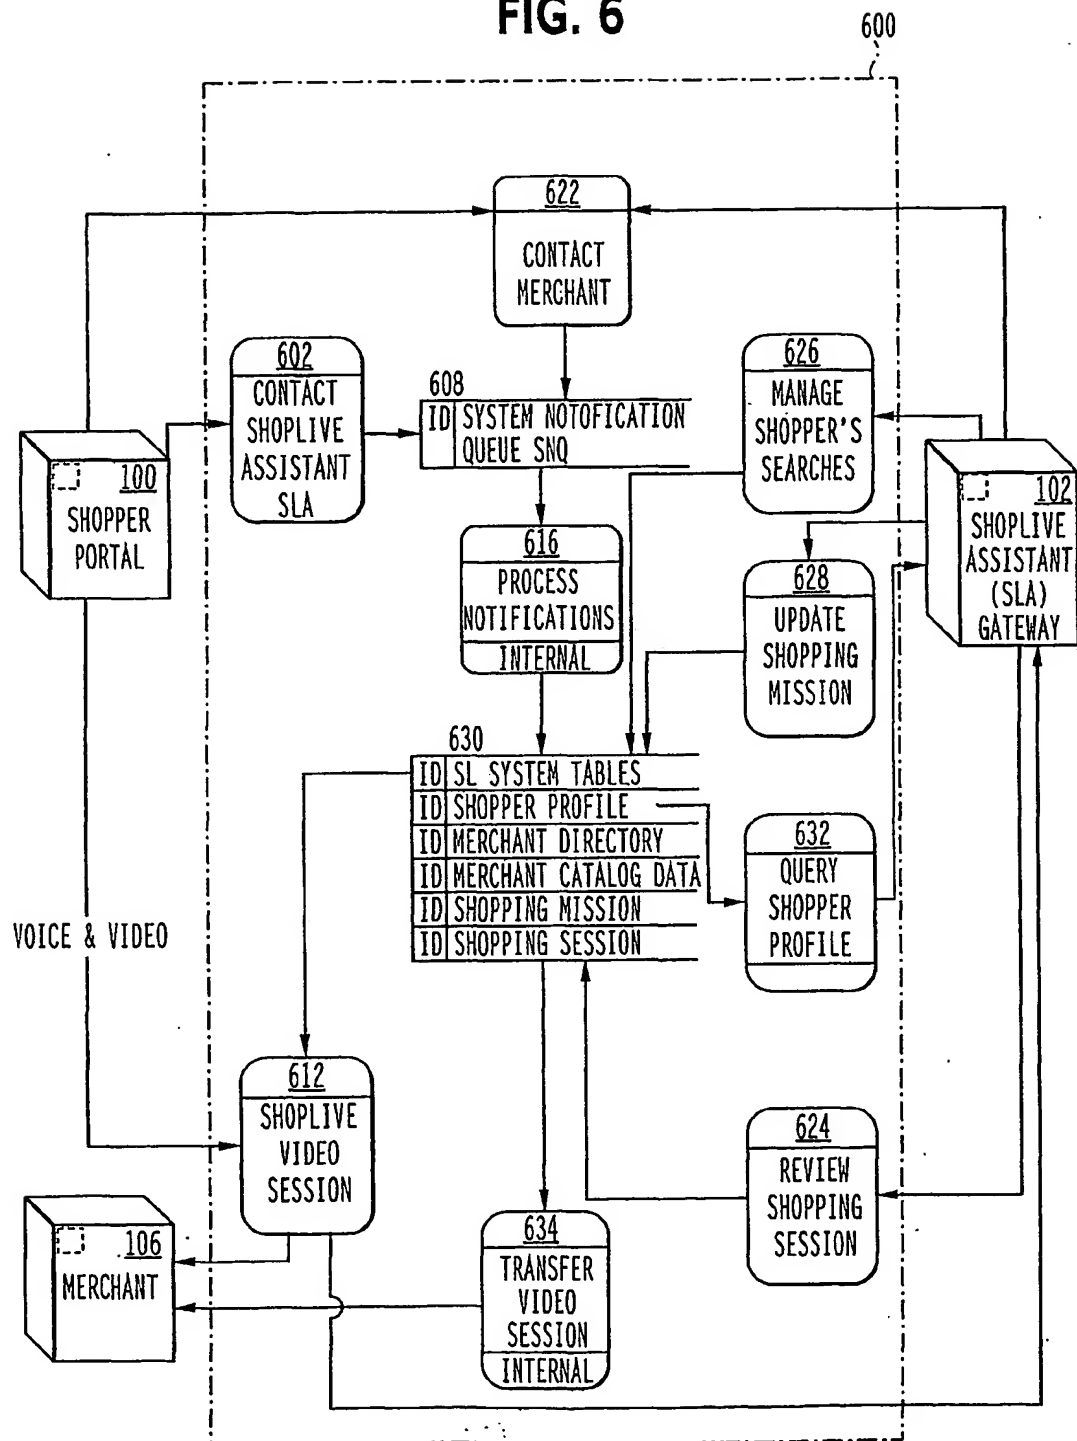 FIG. 6
600
622
CONTACT
MERCHANT
602
CONTACT
SHOPLIVE
ASSISTANT
SLA
608
ID SYSTEM NOTOFICATION
QUEUE SNQ
626
MANAGE
SHOPPER'S
SEARCHES
100
SHOPPER
PORTAL
102
SHOPLIVE
ASSISTANT
(SLA)
GATEWAY
616
PROCESS
NOTIFICATIONS
INTERNAL
628
UPDATE
SHOPPING
MISSION
630
ID SL SYSTEM TABLES
ID SHOPPER PROFILE
ID MERCHANT DIRECTORY
ID MERCHANT CATALOG DATA
ID SHOPPING MISSION
ID SHOPPING SESSION
632
QUERY
SHOPPER
PROFILE
VOICE & VIDEO
612
SHOPLIVE
VIDEO
SESSION
624
REVIEW
SHOPPING
SESSION
106
MERCHANT
634
TRANSFER
VIDEO
SESSION
INTERNAL